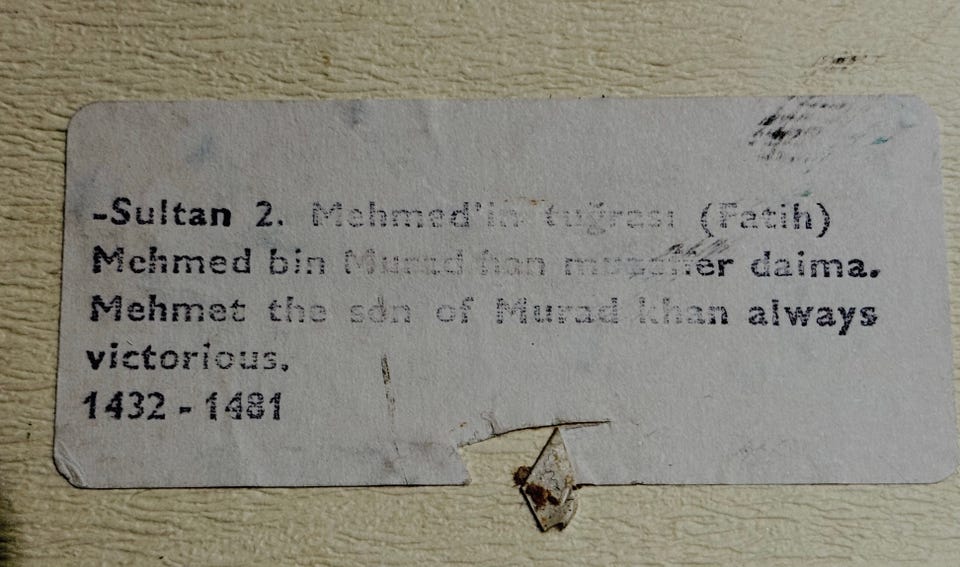 -Sultan 2. Mehmed'in tuğrası (Fatih)
Mehmed bin Murad han muzaffer daima.
Mehmet the son of Murad khan always
victorious.
1432 - 1481